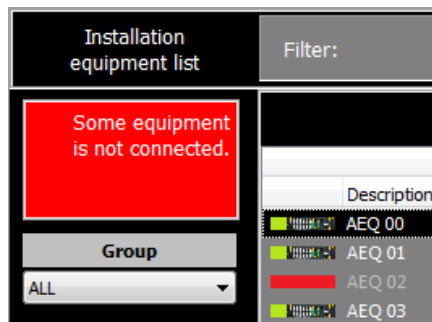 Installation
equipment list
Filter:
Some equipment
is not connected.
Group
ALL
Description
AEQ 00
AEQ 01
AEQ 02
AEQ 03